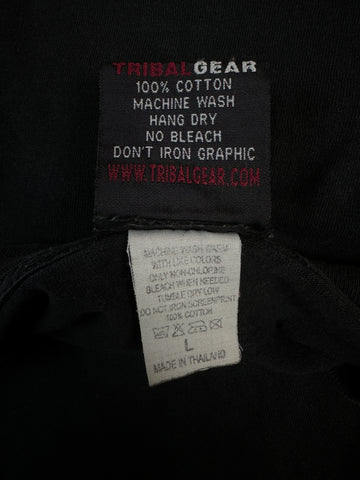 TRIBALGEAR
100% COTTON
MACHINE WASH
HANG DRY
NO BLEACH
DON'T IRON GRAPHIC
WWW.TRIBALGEAR.COM
MACHINE WASH WARM
WITH LIKE COLORS
ONLY NON-CHLORINE
BLEACH WHEN NEEDED
TUMBLE DRY LOW
DO NOT IRON SCREENPRINT
100% COTTON
L
MADE IN THAILAND